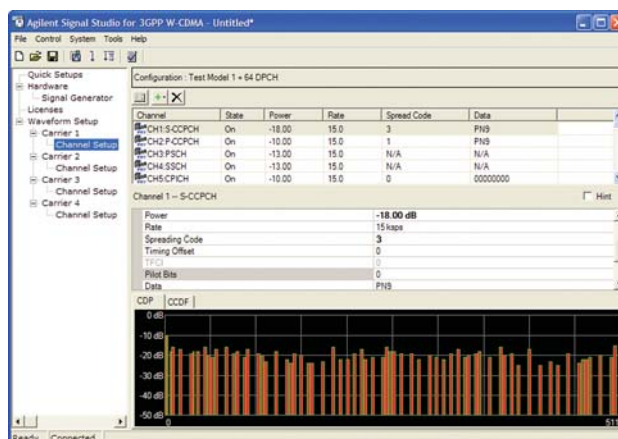 Agilent Signal Studio for 3GPP W-CDMA - Untitled*
File Control System Tools Help
Quick Setups
Hardware
Signal Generator
Licenses
Waveform Setup
Carrier 1
Channel Setup
Carrier 2
Channel Setup
Carrier 3
Channel Setup
Carrier 4
Channel Setup
Configuration : Test Model 1 + 64 DPCH
Channel State Power Rate Spread Code Data
CH1:S-CCPCH On -18.00 15.0 3 PN9
CH2:P-CCPCH On -10.00 15.0 1 PN9
CH3:PSCH On -13.00 15.0 N/A N/A
CH4:SSCH On -13.00 15.0 N/A N/A
CH5:CPICH On -10.00 15.0 0 00000000
Channel 1 -- S-CCPCH Hint
Power -18.00 dB
Rate 15 ksps
Spreading Code 3
Timing Offset 0
TFCI 0
Pilot Bits 0
Data PN9
CDP CCDF
0 dB
-10 dB
-20 dB
-30 dB
-40 dB
-50 dB
0 511
Ready Connected